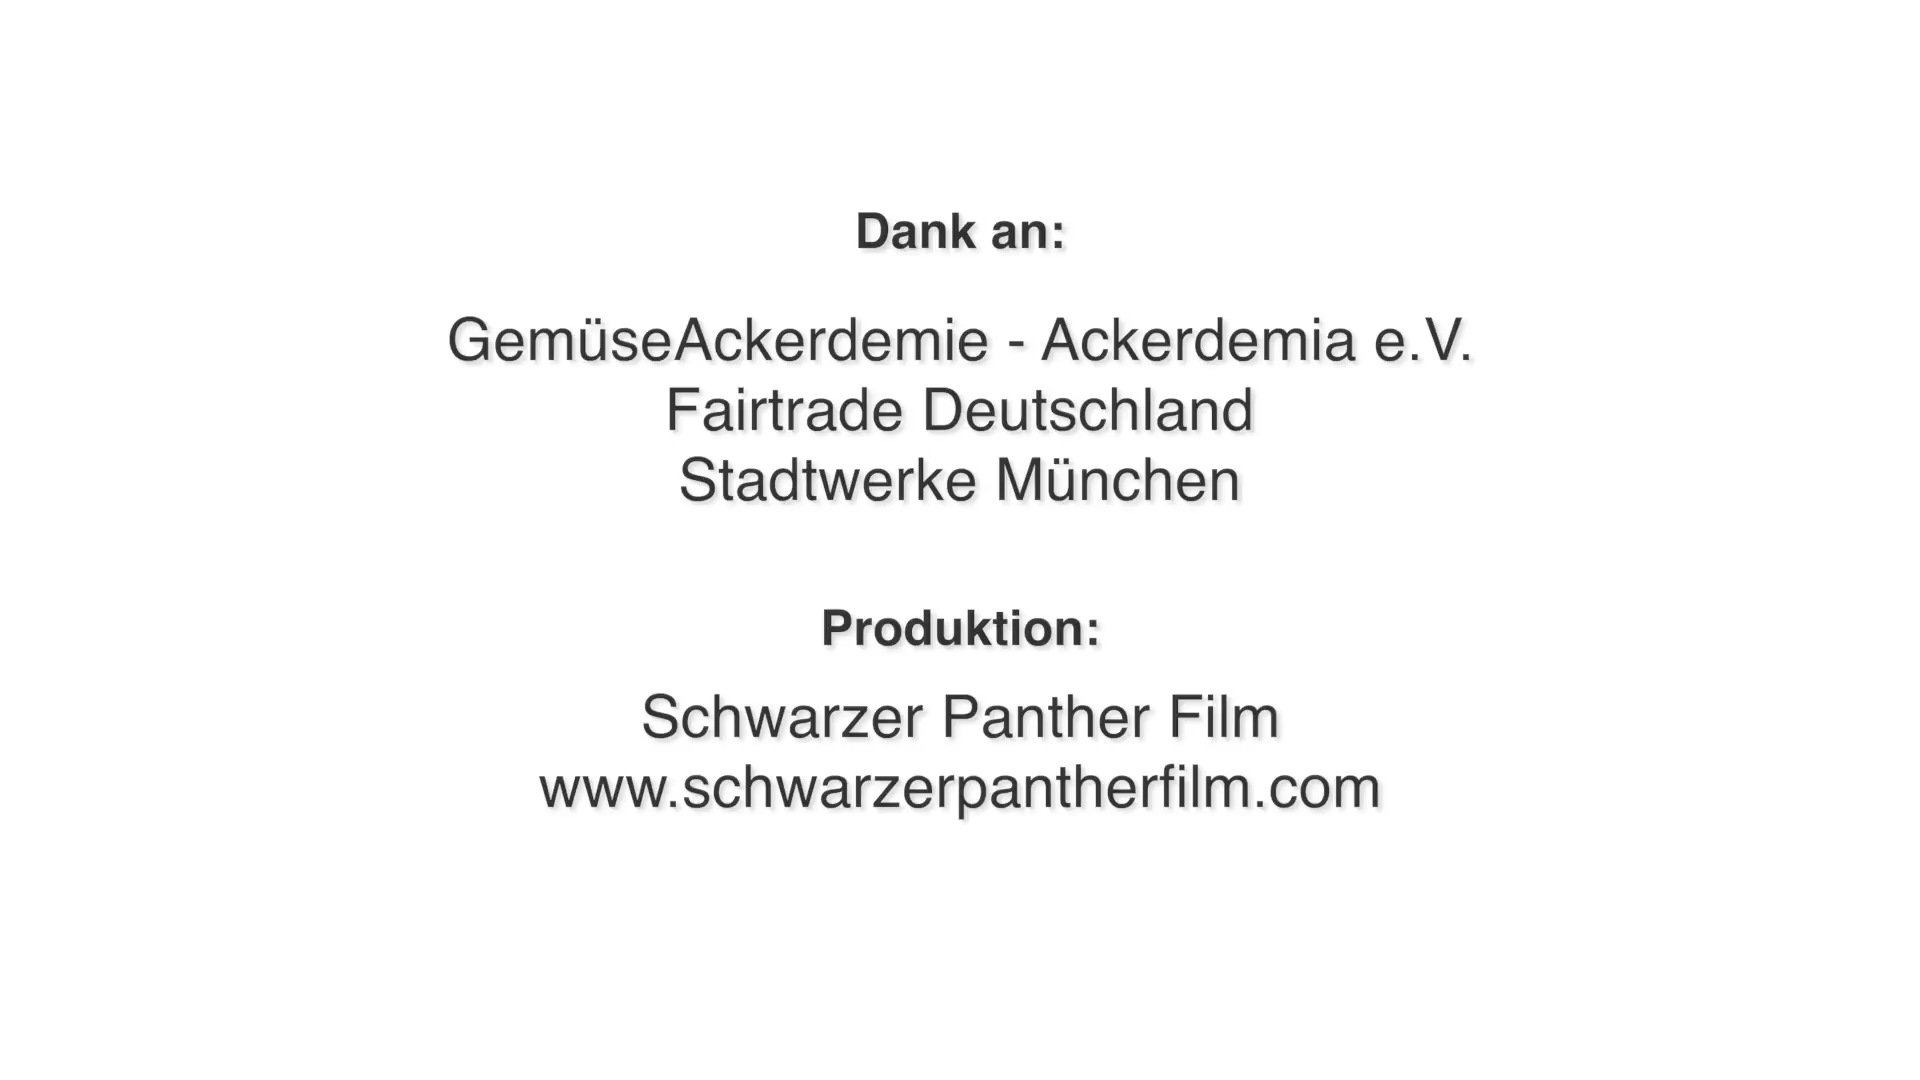 Dank an:
GemüseAckerdemie - Ackerdemia e.V.
Fairtrade Deutschland
Stadtwerke München
Produktion:
Schwarzer Panther Film
www.schwarzerpantherfilm.com